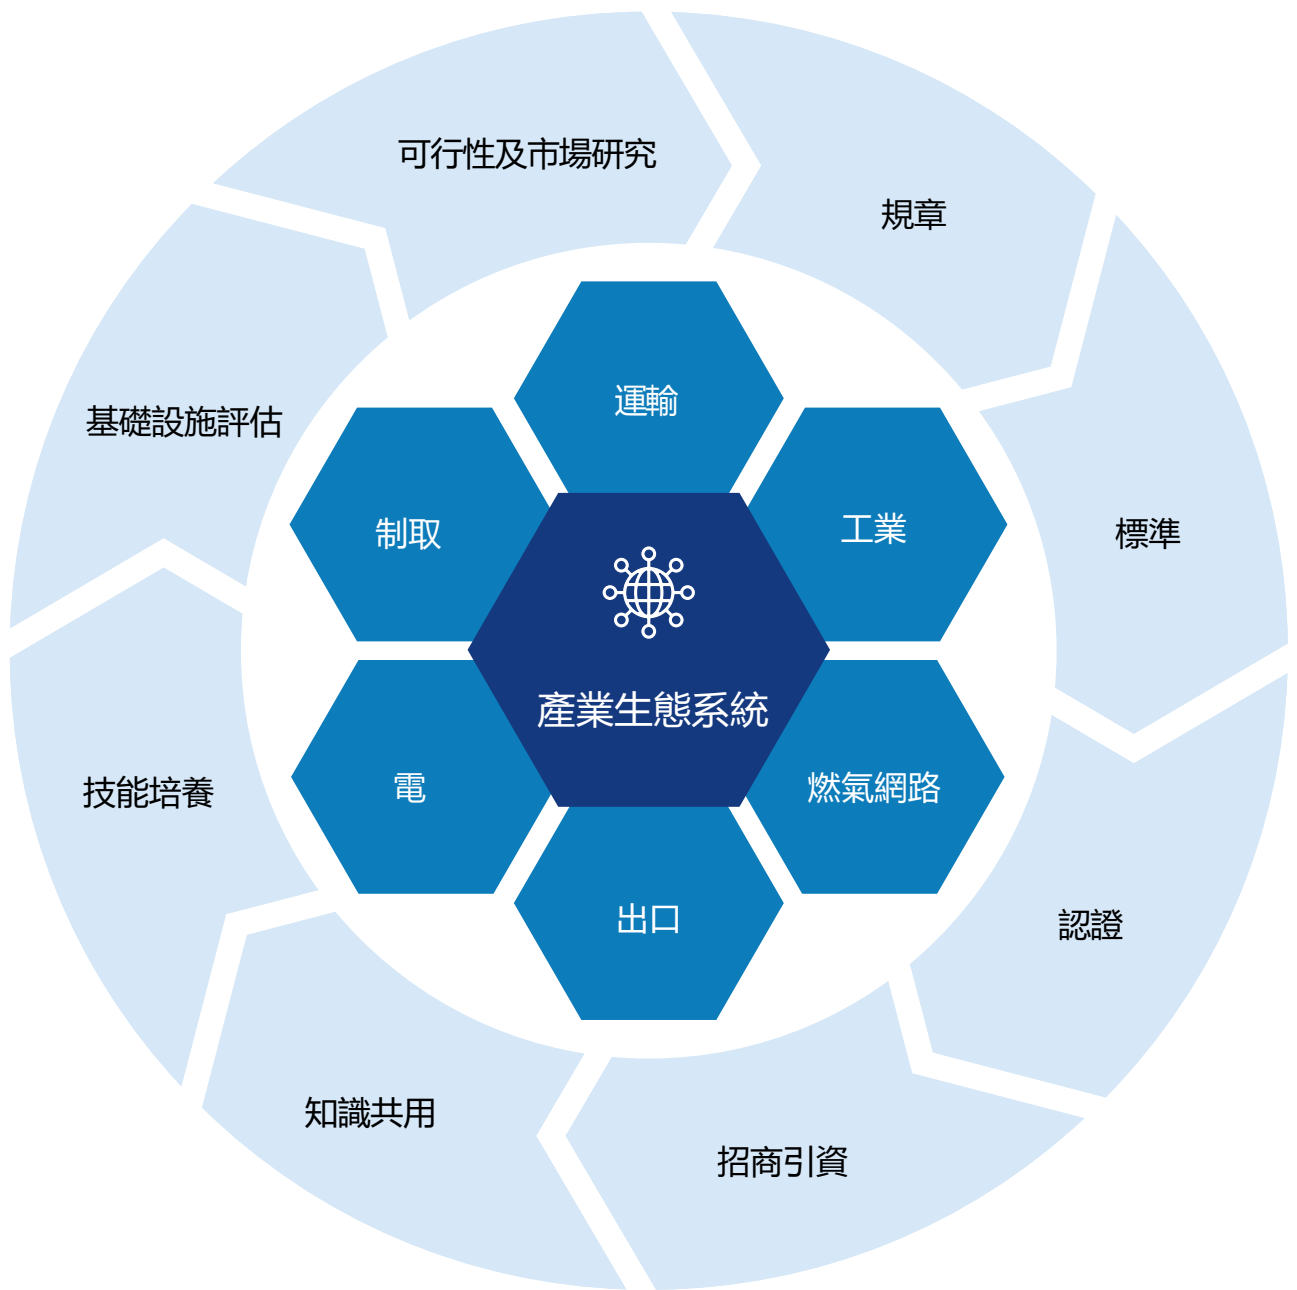 可行性及市場研究
規章
標準
認證
招商引資
知識共用
技能培養
基礎設施評估
運輸
工業
燃氣網路
出口
電
制取
產業生態系統